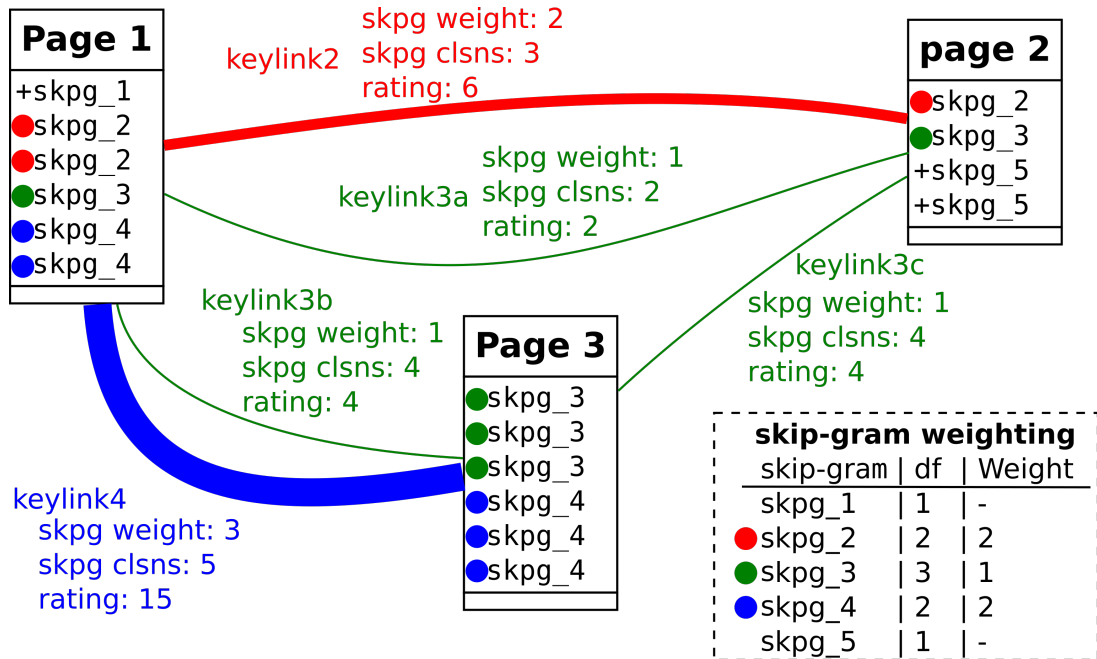 Page 1
+skpg_1
skpg_2
skpg_2
skpg_3
skpg_4
skpg_4
keylink2
skpg weight: 2
skpg clsns: 3
rating: 6
page 2
skpg_2
skpg_3
+skpg_5
+skpg_5
keylink3a
skpg weight: 1
skpg clsns: 2
rating: 2
keylink3c
skpg weight: 1
skpg clsns: 4
rating: 4
keylink3b
skpg weight: 1
skpg clsns: 4
rating: 4
Page 3
skpg_3
skpg_3
skpg_3
skpg_4
skpg_4
skpg_4
keylink4
skpg weight: 3
skpg clsns: 5
rating: 15
skip-gram weighting
skip-gram | df | Weight
skpg_1 | 1 | -
skpg_2 | 2 | 2
skpg_3 | 3 | 1
skpg_4 | 2 | 2
skpg_5 | 1 | -